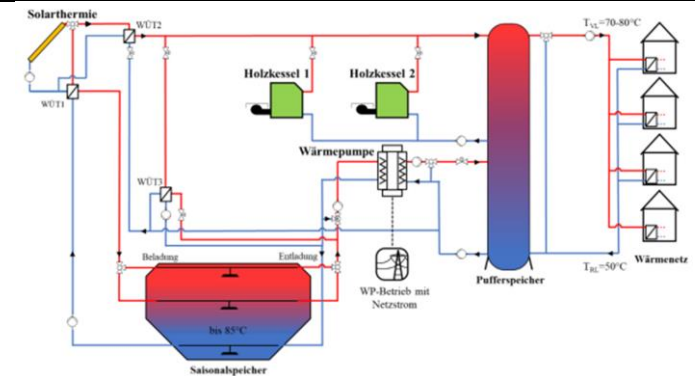 Solarthermie
WÜT2
T_VL=70-80°C
Holzkessel 1
Holzkessel 2
WÜT1
Wärmepumpe
WÜT3
Beladung
Entladung
Wärmenetz
T_RL=50°C
WP-Betrieb mit
Netzstrom
Pufferspeicher
bis 85°C
Saisonalspeicher